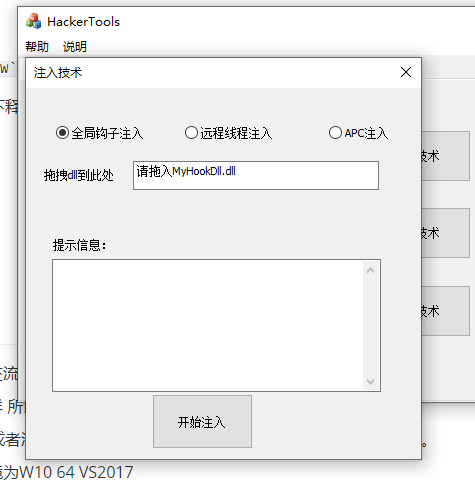 HackerTools
帮助 说明
W`
注入技术
下释
全局钩子注入 远程线程注入 APC注入
技术
拖拽dll到此处 请拖入MyHookDll.dll
技术
提示信息：
技术
流
开始注入
所
或者
。
为W10 64 VS2017